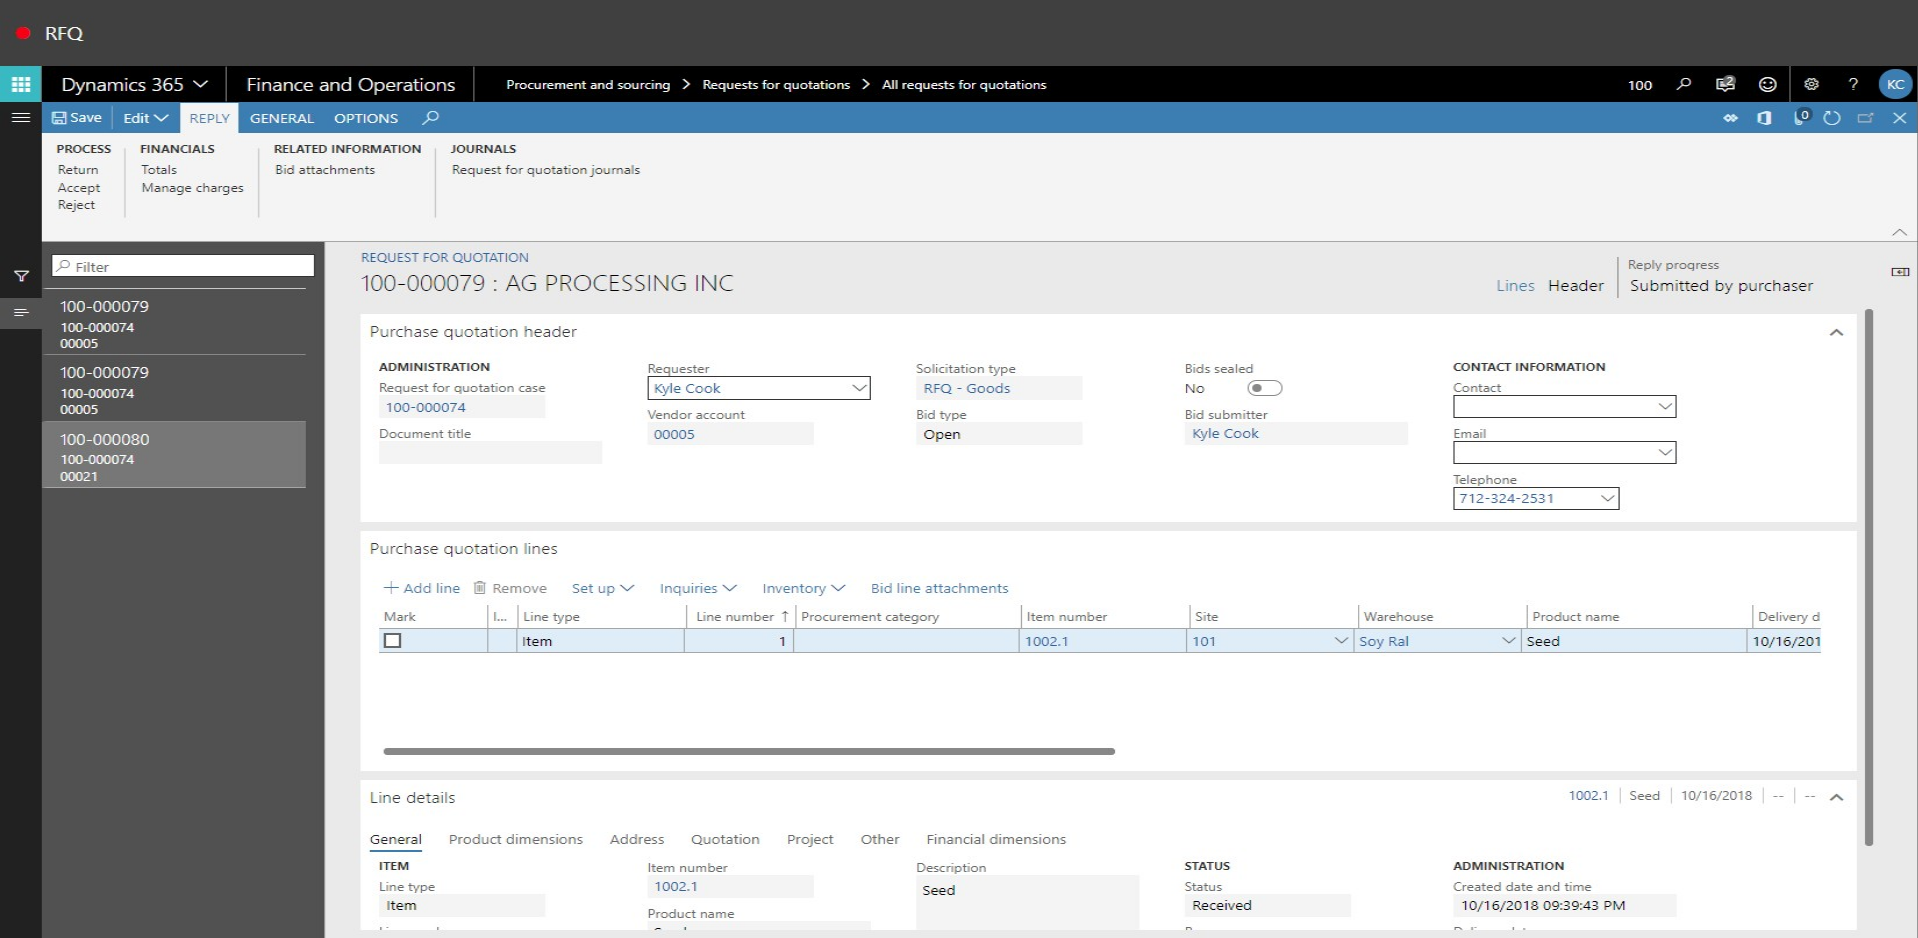 RFQ
Dynamics 365
Finance and Operations
Procurement and sourcing > Requests for quotations > All requests for quotations
100
2
?
KC
Save
Edit
REPLY
GENERAL
OPTIONS
0
PROCESS
Return
Accept
Reject
FINANCIALS
Totals
Manage charges
RELATED INFORMATION
Bid attachments
JOURNALS
Request for quotation journals
Filter
100-000079
100-000074
00005
100-000079
100-000074
00005
100-000080
100-000074
00021
REQUEST FOR QUOTATION
100-000079 : AG PROCESSING INC
Lines
Header
Reply progress
Submitted by purchaser
Purchase quotation header
ADMINISTRATION
Request for quotation case
100-000074
Document title
Requester
Kyle Cook
Vendor account
00005
Solicitation type
RFQ - Goods
Bid type
Open
Bids sealed
No
Bid submitter
Kyle Cook
CONTACT INFORMATION
Contact
Email
Telephone
712-324-2531
Purchase quotation lines
+ Add line
Remove
Set up
Inquiries
Inventory
Bid line attachments
Mark I... Line type Line number ↑ Procurement category Item number Site Warehouse Product name Delivery d
Item 1 1002.1 101 Soy Ral Seed 10/16/201
Line details
1002.1 | Seed | 10/16/2018 | -- | --
General Product dimensions Address Quotation Project Other Financial dimensions
ITEM
Line type
Item
Item number
1002.1
Product name
Description
Seed
STATUS
Status
Received
ADMINISTRATION
Created date and time
10/16/2018 09:39:43 PM